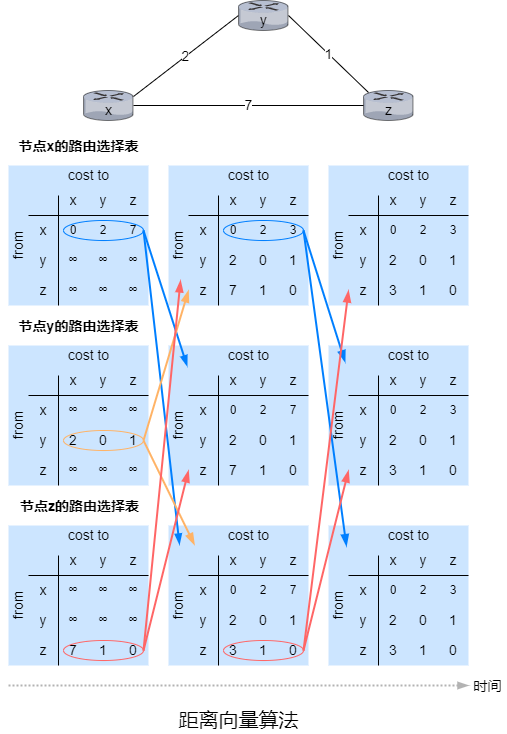 y
2
1
x
7
z
节点x的路由选择表
cost to cost to cost to
x y z x y z x y z
from x 0 2 7 from x 0 2 3 from x 0 2 3
y ∞ ∞ ∞ y 2 0 1 y 2 0 1
z ∞ ∞ ∞ z 7 1 0 z 3 1 0
节点y的路由选择表
cost to cost to cost to
x y z x y z x y z
from x ∞ ∞ ∞ from x 0 2 7 from x 0 2 3
y 2 0 1 y 2 0 1 y 2 0 1
z ∞ ∞ ∞ z 7 1 0 z 3 1 0
节点z的路由选择表
cost to cost to cost to
x y z x y z x y z
from x ∞ ∞ ∞ from x 0 2 7 from x 0 2 3
y ∞ ∞ ∞ y 2 0 1 y 2 0 1
z 7 1 0 z 3 1 0 z 3 1 0
时间
距离向量算法